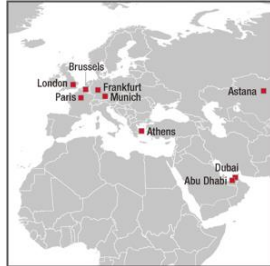 Brussels
London
Frankfurt
Paris
Munich
Astana
Athens
Dubai
Abu Dhabi